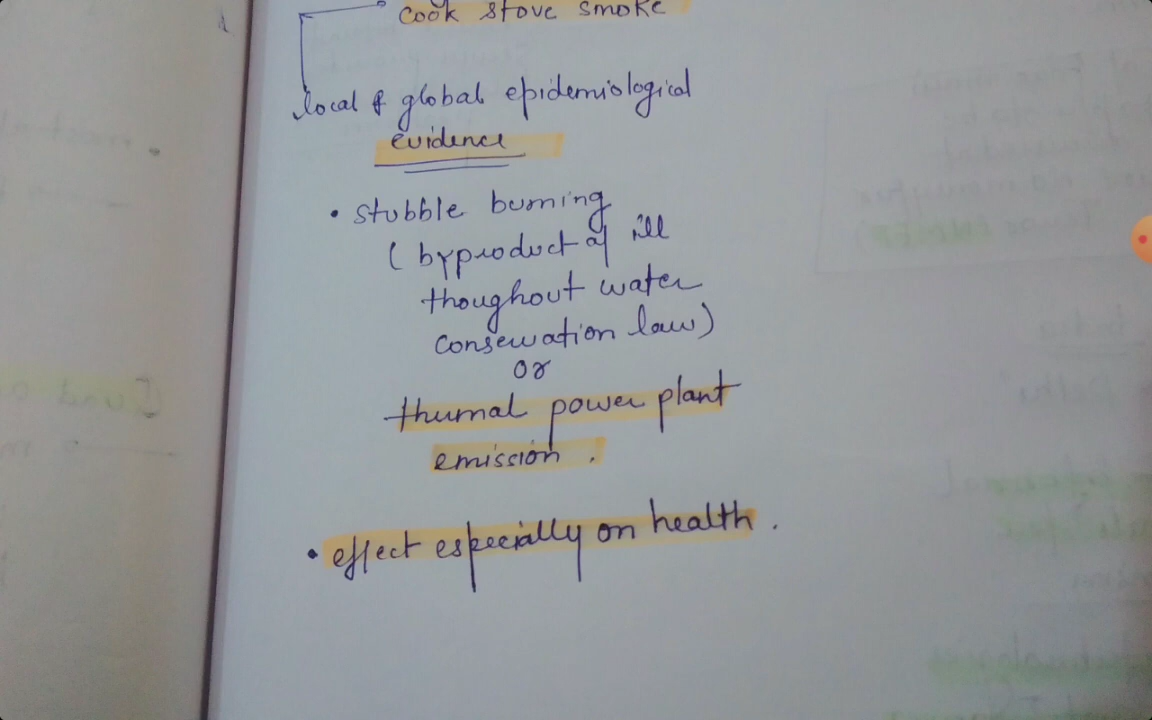 cook stove smoke
local & global epidemiological
evidence
• stubble burning
( byproduct of ill
thoughout water
consewation law)
or
thermal power plant
emission .
• effect especially on health .